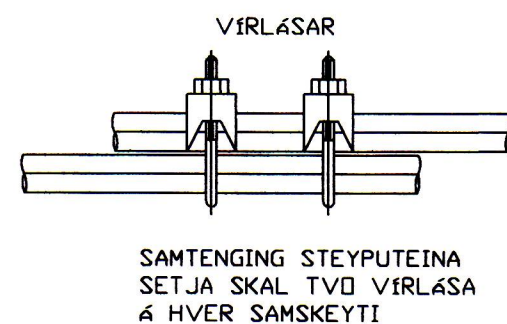 VÍRLÁSAR
SAMTENGING STEYPUTEINA
SETJA SKAL TVO VÍRLÁSA
Á HVER SAMSKEYTI